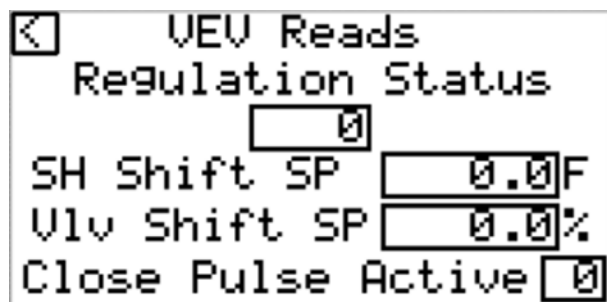 < VEV Reads
Regulation Status
0
SH Shift SP 0.0F
Vlv Shift SP 0.0%
Close Pulse Active 0